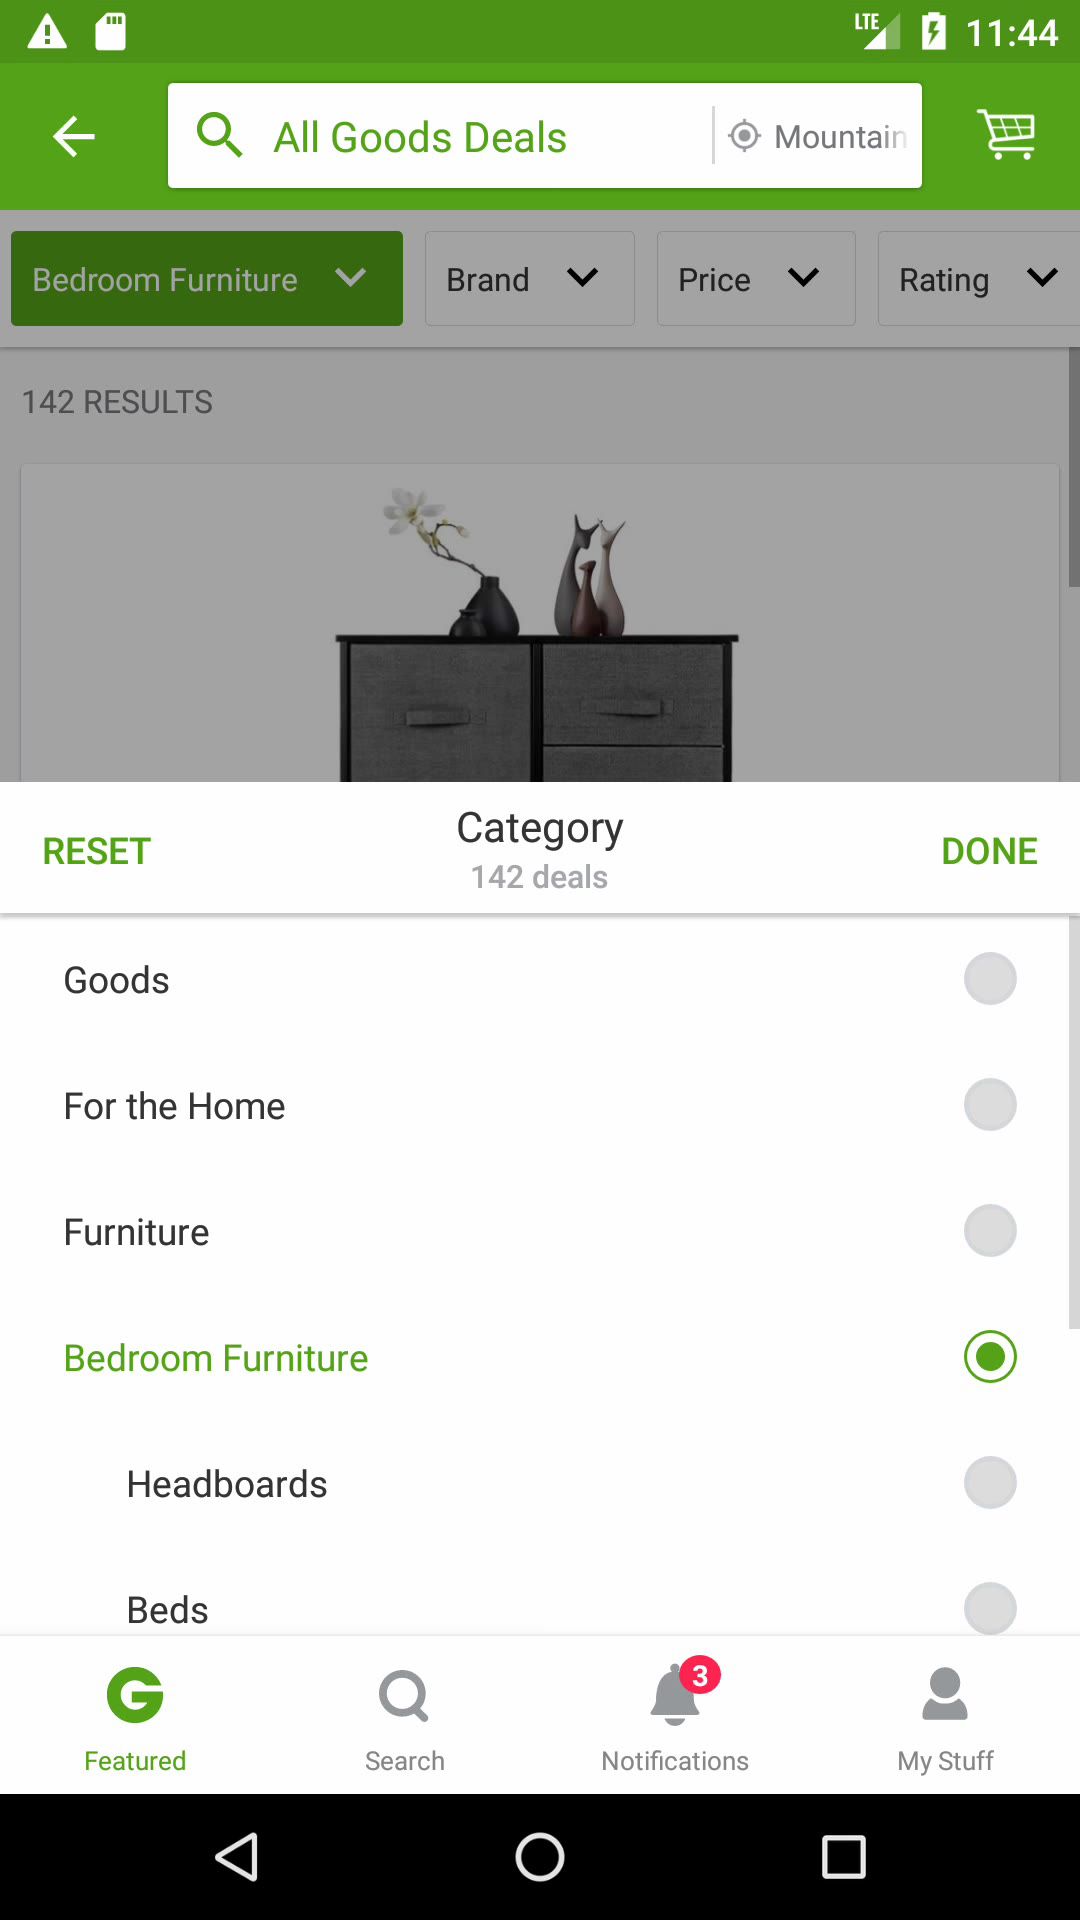 LTE 11:44
All Goods Deals Mountain
Bedroom Furniture Brand Price Rating
142 RESULTS
RESET Category DONE
142 deals
Goods
For the Home
Furniture
Bedroom Furniture
Headboards
Beds
3
Featured Search Notifications My Stuff